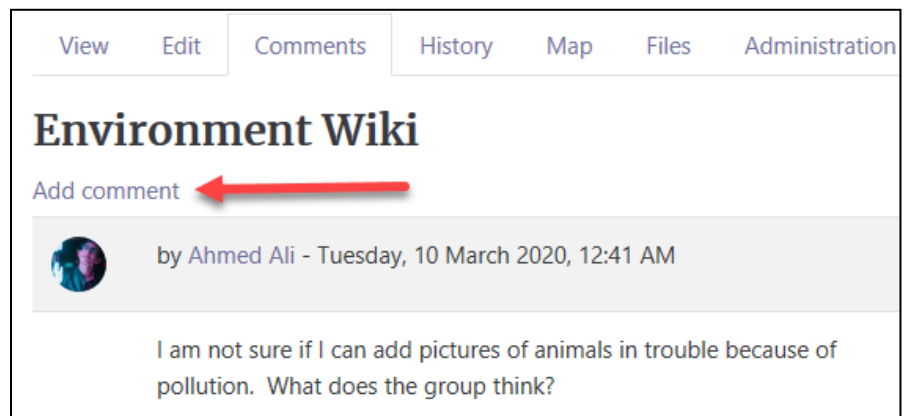 View Edit Comments History Map Files Administration
Environment Wiki
Add comment
by Ahmed Ali - Tuesday, 10 March 2020, 12:41 AM
I am not sure if I can add pictures of animals in trouble because of
pollution.  What does the group think?